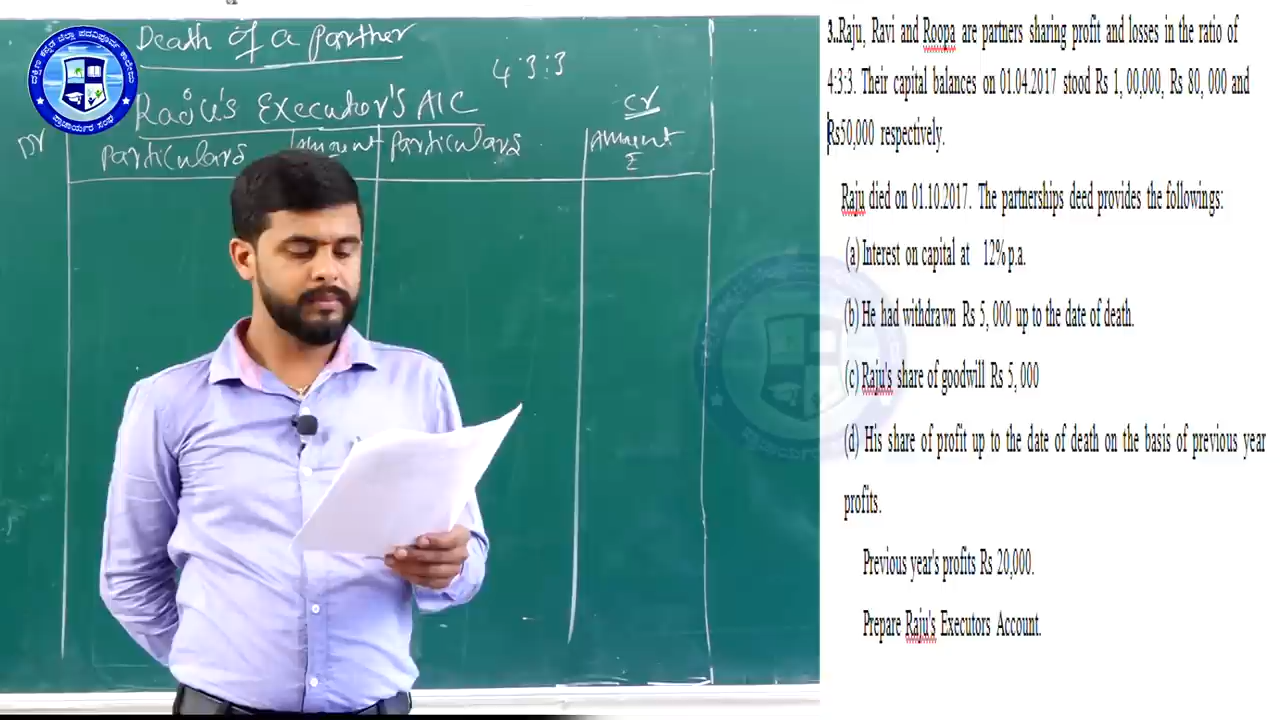 Death of a partner
4:3:3
Raju's Executor's A/C
Dr
Cr
Particulars Amount Particulars Amount
3.Raju, Ravi and Roopa are partners sharing profit and losses in the ratio of
4:3:3. Their capital balances on 01.04.2017 stood Rs 1, 00,000, Rs 80, 000 and
Rs50,000 respectively.
Raju died on 01.10.2017. The partnerships deed provides the followings:
(a) Interest on capital at 12% p.a.
(b) He had withdrawn Rs 5, 000 up to the date of death.
(c) Raju's share of goodwill Rs 5, 000
(d) His share of profit up to the date of death on the basis of previous year
profits.
Previous year's profits Rs 20,000.
Prepare Raju's Executors Account.